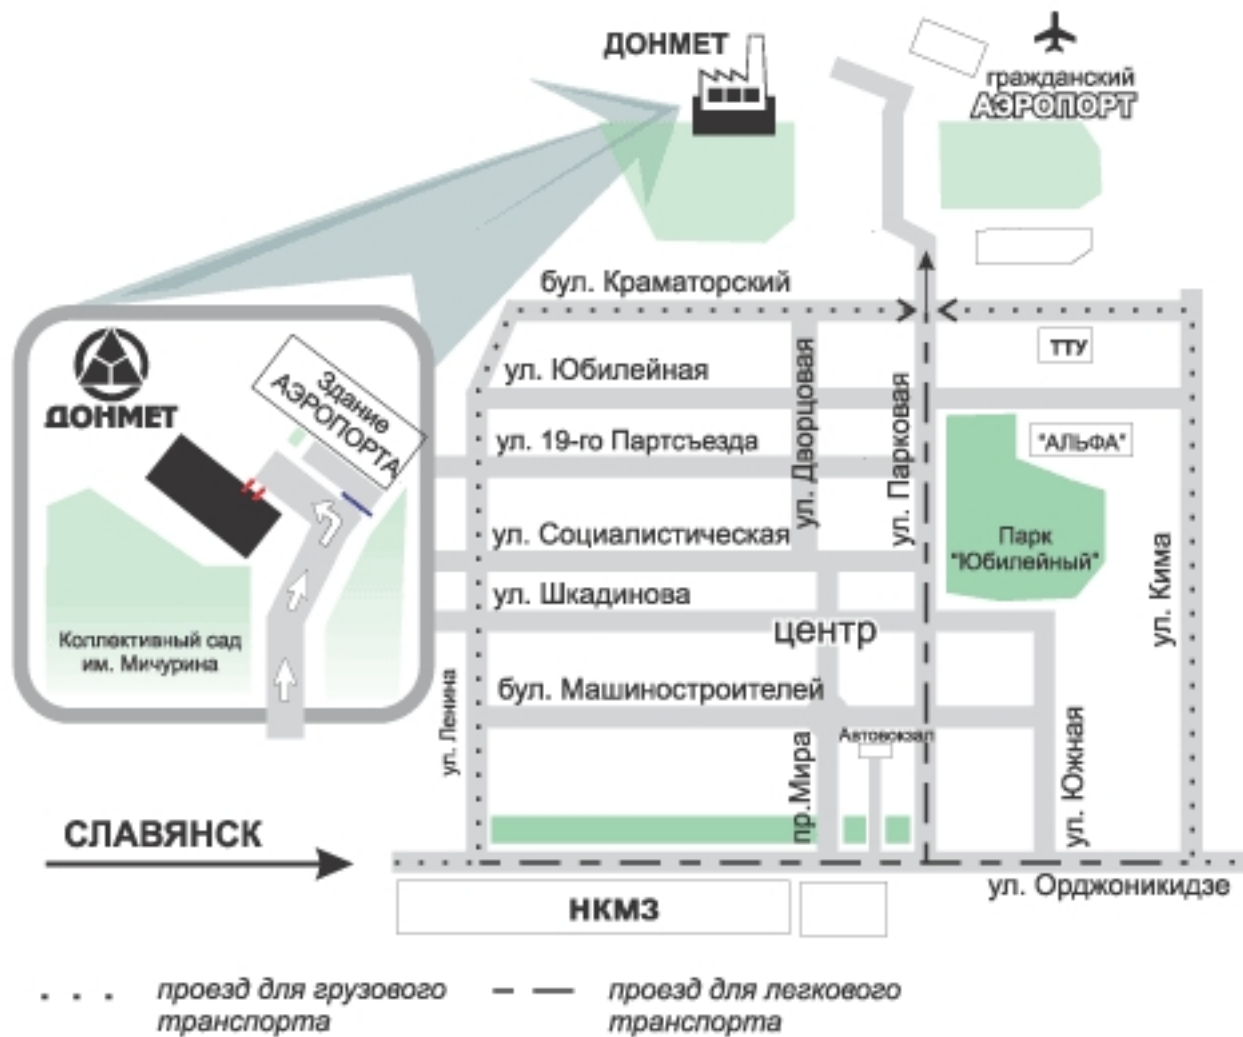 ДОНМЕТ
гражданский
АЭРОПОРТ
бул. Краматорский
ДОНМЕТ
Здание
АЭРОПОРТА
ул. Юбилейная
ул. Дворцовая
ул. Парковая
ТТУ
ул. 19-го Партсъезда
"АЛЬФА"
ул. Социалистическая
Парк
"Юбилейный"
ул. Кима
ул. Шкадинова
центр
Коллективный сад
им. Мичурина
ул. Ленина
бул. Машиностроителей
пр.Мира
Автовокзал
ул. Южная
СЛАВЯНСК
ул. Орджоникидзе
НКМЗ
проезд для грузового
транспорта
проезд для легкового
транспорта